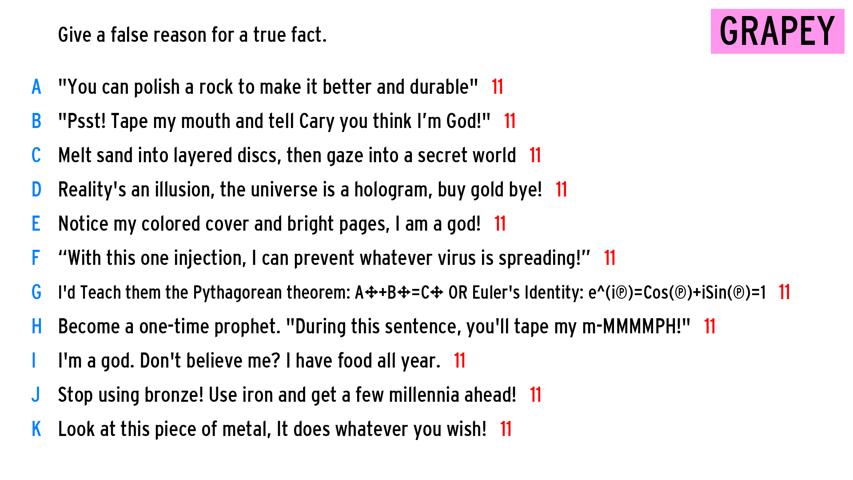 Give a false reason for a true fact.
GRAPEY
A "You can polish a rock to make it better and durable" 11
B "Psst! Tape my mouth and tell Cary you think I’m God!" 11
C Melt sand into layered discs, then gaze into a secret world 11
D Reality's an illusion, the universe is a hologram, buy gold bye! 11
E Notice my colored cover and bright pages, I am a god! 11
F “With this one injection, I can prevent whatever virus is spreading!” 11
G I'd Teach them the Pythagorean theorem: A✢+B✢=C✢ OR Euler's Identity: e^(i℗)=Cos(℗)+iSin(℗)=1 11
H Become a one-time prophet. "During this sentence, you'll tape my m-MMMMPH!" 11
I I'm a god. Don't believe me? I have food all year. 11
J Stop using bronze! Use iron and get a few millennia ahead! 11
K Look at this piece of metal, It does whatever you wish! 11